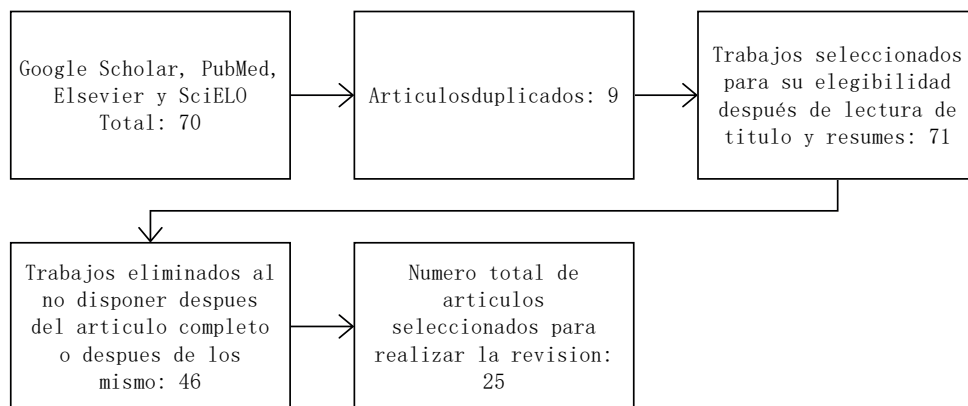 Google Scholar, PubMed,
Elsevier y SciELO
Total: 70
Articulosduplicados: 9
Trabajos seleccionados
para su elegibilidad
después de lectura de
titulo y resumes: 71
Trabajos eliminados al
no disponer despues
del articulo completo
o despues de los
mismo: 46
Numero total de
articulos
seleccionados para
realizar la revision:
25